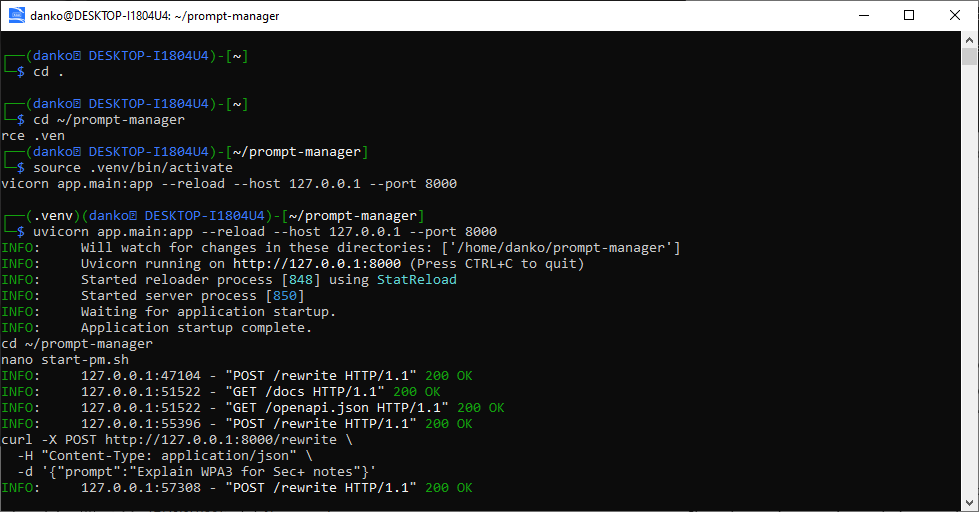 danko@DESKTOP-I1804U4: ~/prompt-manager
┌──(danko DESKTOP-I1804U4)-[~]
└─$ cd .
┌──(danko DESKTOP-I1804U4)-[~]
└─$ cd ~/prompt-manager
rce .ven
┌──(danko DESKTOP-I1804U4)-[~/prompt-manager]
└─$ source .venv/bin/activate
vicorn app.main:app --reload --host 127.0.0.1 --port 8000
┌──(.venv)(danko DESKTOP-I1804U4)-[~/prompt-manager]
└─$ uvicorn app.main:app --reload --host 127.0.0.1 --port 8000
INFO:     Will watch for changes in these directories: ['/home/danko/prompt-manager']
INFO:     Uvicorn running on http://127.0.0.1:8000 (Press CTRL+C to quit)
INFO:     Started reloader process [848] using StatReload
INFO:     Started server process [850]
INFO:     Waiting for application startup.
INFO:     Application startup complete.
cd ~/prompt-manager
nano start-pm.sh
INFO:     127.0.0.1:47104 - "POST /rewrite HTTP/1.1" 200 OK
INFO:     127.0.0.1:51522 - "GET /docs HTTP/1.1" 200 OK
INFO:     127.0.0.1:51522 - "GET /openapi.json HTTP/1.1" 200 OK
INFO:     127.0.0.1:55396 - "POST /rewrite HTTP/1.1" 200 OK
curl -X POST http://127.0.0.1:8000/rewrite \
  -H "Content-Type: application/json" \
  -d '{"prompt":"Explain WPA3 for Sec+ notes"}'
INFO:     127.0.0.1:57308 - "POST /rewrite HTTP/1.1" 200 OK